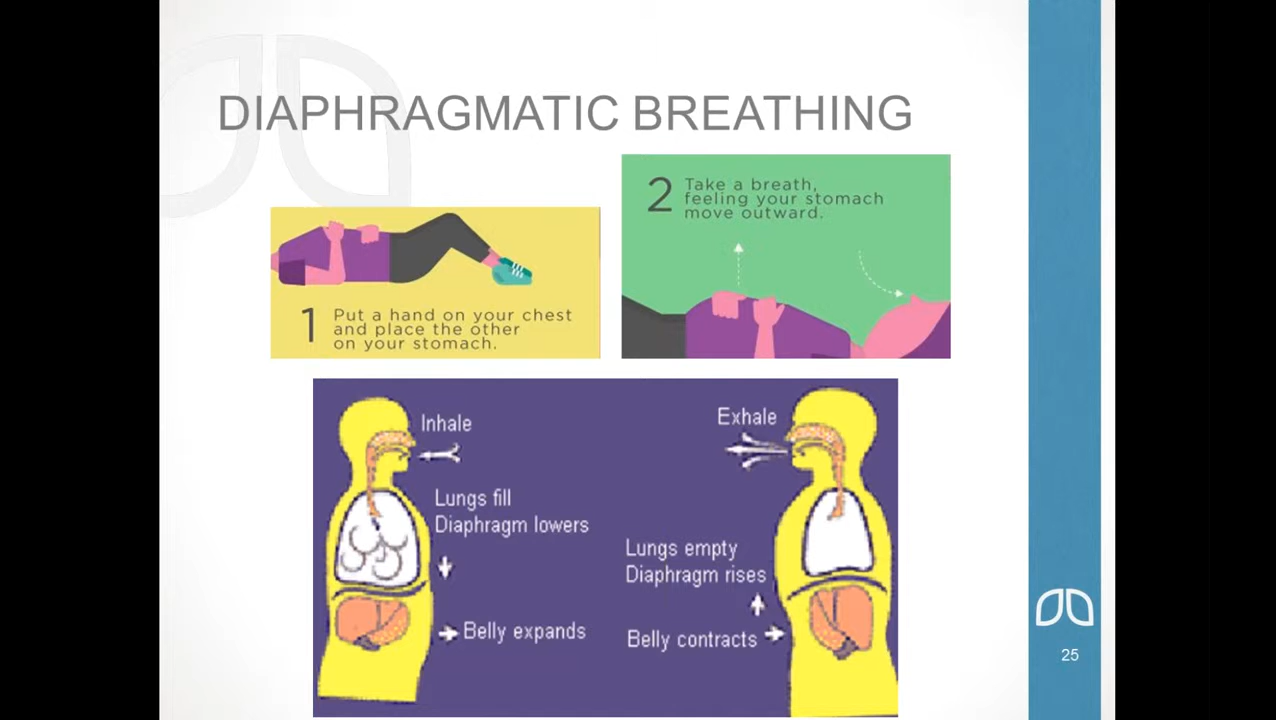 DIAPHRAGMATIC BREATHING
1 Put a hand on your chest
and place the other
on your stomach.
2 Take a breath,
feeling your stomach
move outward.
Inhale
Lungs fill
Diaphragm lowers
Belly expands
Exhale
Lungs empty
Diaphragm rises
Belly contracts
25